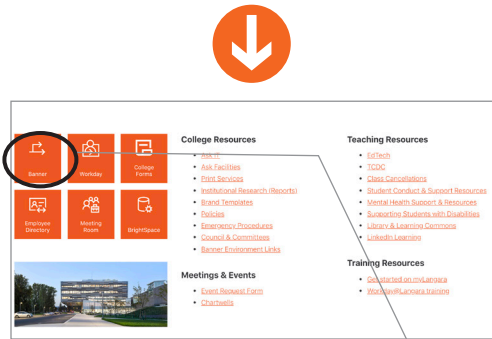 Banner
Workday
College
Forms
Employee
Directory
Meeting
Room
BrightSpace
College Resources
Ask IT
Ask Facilities
Print Services
Institutional Research (Reports)
Brand Templates
Policies
Emergency Procedures
Council & Committees
Banner Environment Links
Meetings & Events
Event Request Form
Chartwells
Teaching Resources
EdTech
TCDC
Class Cancellations
Student Conduct & Support Resources
Mental Health Support & Resources
Supporting Students with Disabilities
Library & Learning Commons
LinkedIn Learning
Training Resources
Get started on myLangara
Workday@Langara training